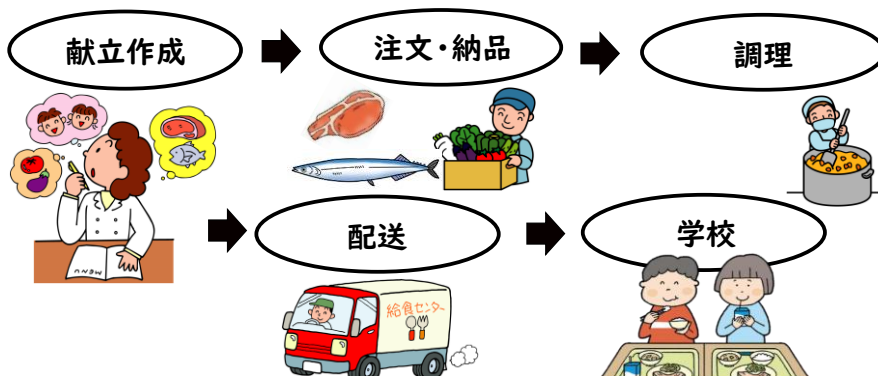 献立作成
注文・納品
調理
配送
給食センター
学校